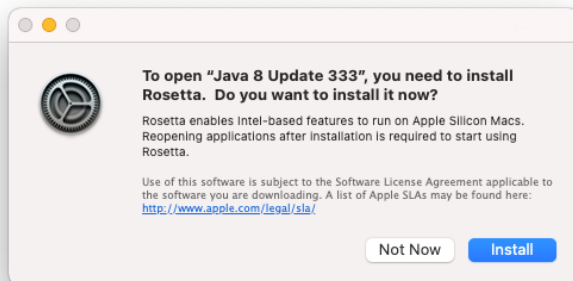 To open “Java 8 Update 333”, you need to install
Rosetta.  Do you want to install it now?
Rosetta enables Intel-based features to run on Apple Silicon Macs.
Reopening applications after installation is required to start using
Rosetta.
Use of this software is subject to the Software License Agreement applicable to
the software you are downloading. A list of Apple SLAs may be found here:
http://www.apple.com/legal/sla/
Not Now
Install